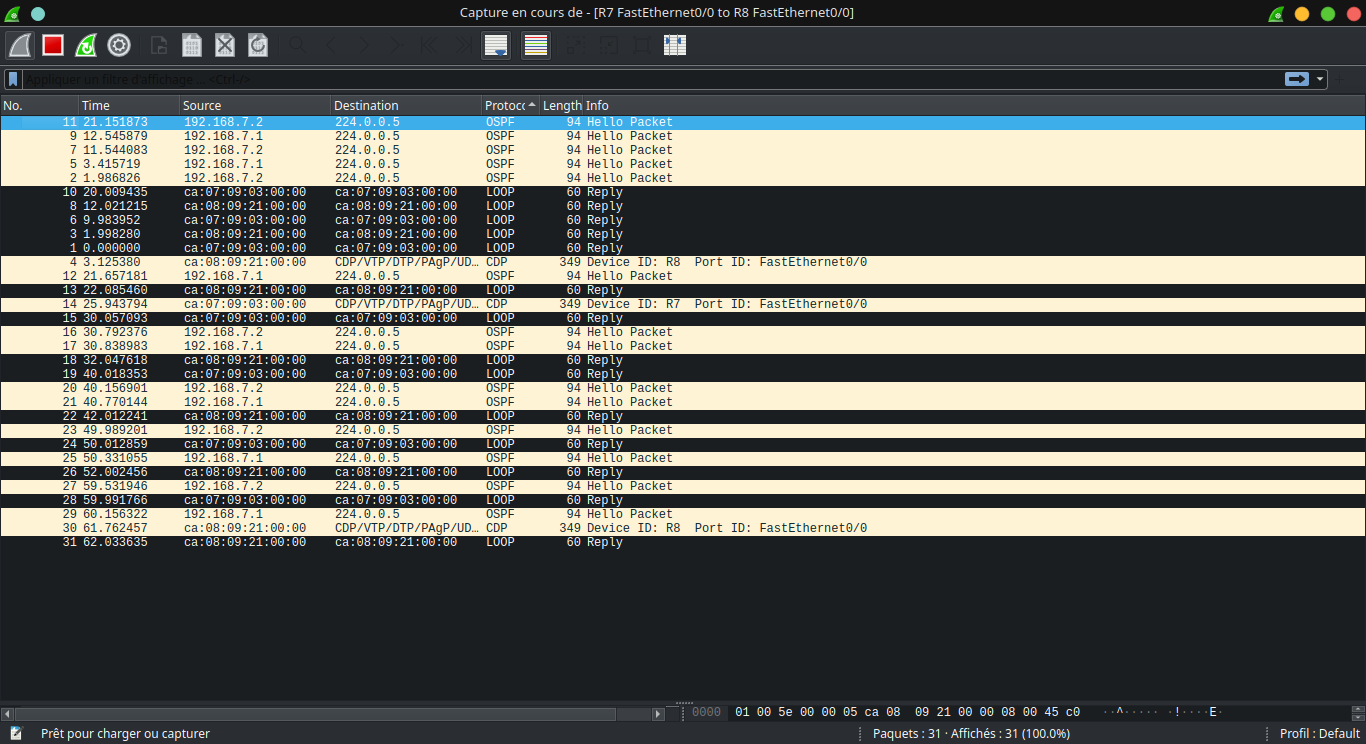 Capture en cours de - [R7 FastEthernet0/0 to R8 FastEthernet0/0]
Appliquer un filtre d'affichage ... <Ctrl-/>
No. Time Source Destination Protoc Length Info
11 21.151873 192.168.7.2 224.0.0.5 OSPF 94 Hello Packet
9 12.545879 192.168.7.1 224.0.0.5 OSPF 94 Hello Packet
7 11.544083 192.168.7.2 224.0.0.5 OSPF 94 Hello Packet
5 3.415719 192.168.7.1 224.0.0.5 OSPF 94 Hello Packet
2 1.986826 192.168.7.2 224.0.0.5 OSPF 94 Hello Packet
10 20.009435 ca:07:09:03:00:00 ca:07:09:03:00:00 LOOP 60 Reply
8 12.021215 ca:08:09:21:00:00 ca:08:09:21:00:00 LOOP 60 Reply
6 9.983952 ca:07:09:03:00:00 ca:07:09:03:00:00 LOOP 60 Reply
3 1.998280 ca:08:09:21:00:00 ca:08:09:21:00:00 LOOP 60 Reply
1 0.000000 ca:07:09:03:00:00 ca:07:09:03:00:00 LOOP 60 Reply
4 3.125380 ca:08:09:21:00:00 CDP/VTP/DTP/PAgP/UD… CDP 349 Device ID: R8 Port ID: FastEthernet0/0
12 21.657181 192.168.7.1 224.0.0.5 OSPF 94 Hello Packet
13 22.085460 ca:08:09:21:00:00 ca:08:09:21:00:00 LOOP 60 Reply
14 25.943794 ca:07:09:03:00:00 CDP/VTP/DTP/PAgP/UD… CDP 349 Device ID: R7 Port ID: FastEthernet0/0
15 30.057093 ca:07:09:03:00:00 ca:07:09:03:00:00 LOOP 60 Reply
16 30.792376 192.168.7.2 224.0.0.5 OSPF 94 Hello Packet
17 30.838983 192.168.7.1 224.0.0.5 OSPF 94 Hello Packet
18 32.047618 ca:08:09:21:00:00 ca:08:09:21:00:00 LOOP 60 Reply
19 40.018353 ca:07:09:03:00:00 ca:07:09:03:00:00 LOOP 60 Reply
20 40.156901 192.168.7.2 224.0.0.5 OSPF 94 Hello Packet
21 40.770144 192.168.7.1 224.0.0.5 OSPF 94 Hello Packet
22 42.012241 ca:08:09:21:00:00 ca:08:09:21:00:00 LOOP 60 Reply
23 49.989201 192.168.7.2 224.0.0.5 OSPF 94 Hello Packet
24 50.012859 ca:07:09:03:00:00 ca:07:09:03:00:00 LOOP 60 Reply
25 50.331055 192.168.7.1 224.0.0.5 OSPF 94 Hello Packet
26 52.002456 ca:08:09:21:00:00 ca:08:09:21:00:00 LOOP 60 Reply
27 59.531946 192.168.7.2 224.0.0.5 OSPF 94 Hello Packet
28 59.991766 ca:07:09:03:00:00 ca:07:09:03:00:00 LOOP 60 Reply
29 60.156322 192.168.7.1 224.0.0.5 OSPF 94 Hello Packet
30 61.762457 ca:08:09:21:00:00 CDP/VTP/DTP/PAgP/UD… CDP 349 Device ID: R8 Port ID: FastEthernet0/0
31 62.033635 ca:08:09:21:00:00 ca:08:09:21:00:00 LOOP 60 Reply
0000 01 00 5e 00 00 05 ca 08 09 21 00 00 08 00 45 c0 ··^····· ·!····E·
Prêt pour charger ou capturer Paquets : 31 · Affichés : 31 (100.0%) Profil : Default